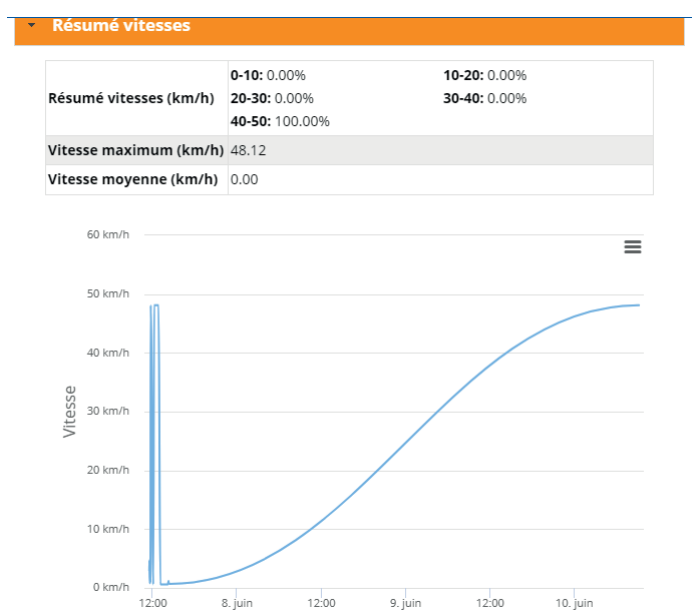 Résumé vitesses
0-10: 0.00% 10-20: 0.00%
Résumé vitesses (km/h) 20-30: 0.00% 30-40: 0.00%
40-50: 100.00%
Vitesse maximum (km/h) 48.12
Vitesse moyenne (km/h) 0.00
60 km/h
50 km/h
40 km/h
30 km/h
20 km/h
10 km/h
0 km/h
Vitesse
12:00 8. juin 12:00 9. juin 12:00 10. juin